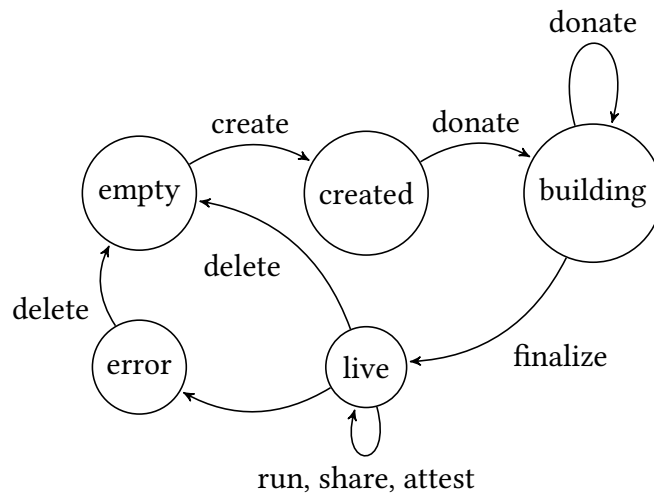 donate
create
donate
empty
created
building
delete
delete
finalize
error
live
run, share, attest